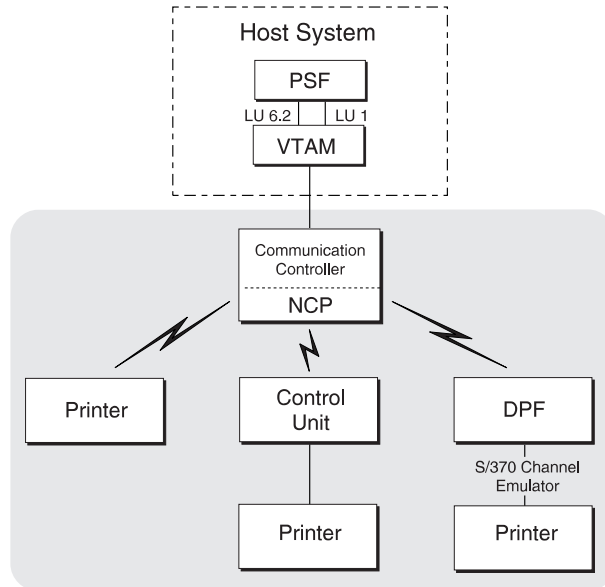 Host System
PSF
LU 6.2 LU 1
VTAM
Communication
Controller
NCP
Printer
Control
Unit
DPF
S/370 Channel
Emulator
Printer
Printer